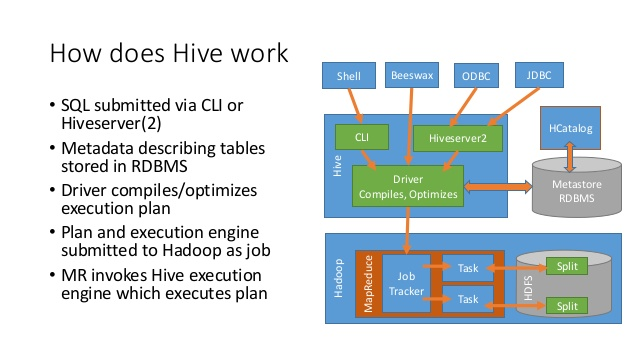 How does Hive work
• SQL submitted via CLI or
Hiveserver(2)
• Metadata describing tables
stored in RDBMS
• Driver compiles/optimizes
execution plan
• Plan and execution engine
submitted to Hadoop as job
• MR invokes Hive execution
engine which executes plan
Shell
Beeswax
ODBC
JDBC
CLI
Hiveserver2
HCatalog
Hive
Driver
Compiles, Optimizes
Metastore
RDBMS
Hadoop
MapReduce
Job
Tracker
Task
Task
HDFS
Split
Split